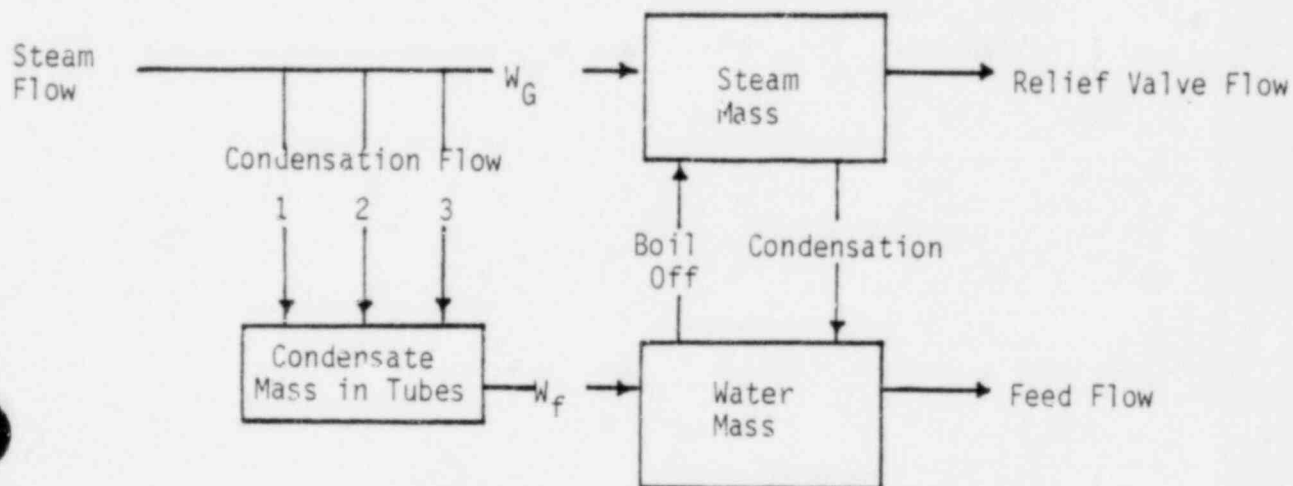 Steam
Flow
W_G
Steam
Mass
Relief Valve Flow
Condensation Flow
1 2 3
Boil
Off
Condensation
Condensate
Mass in Tubes
W_f
Water
Mass
Feed Flow